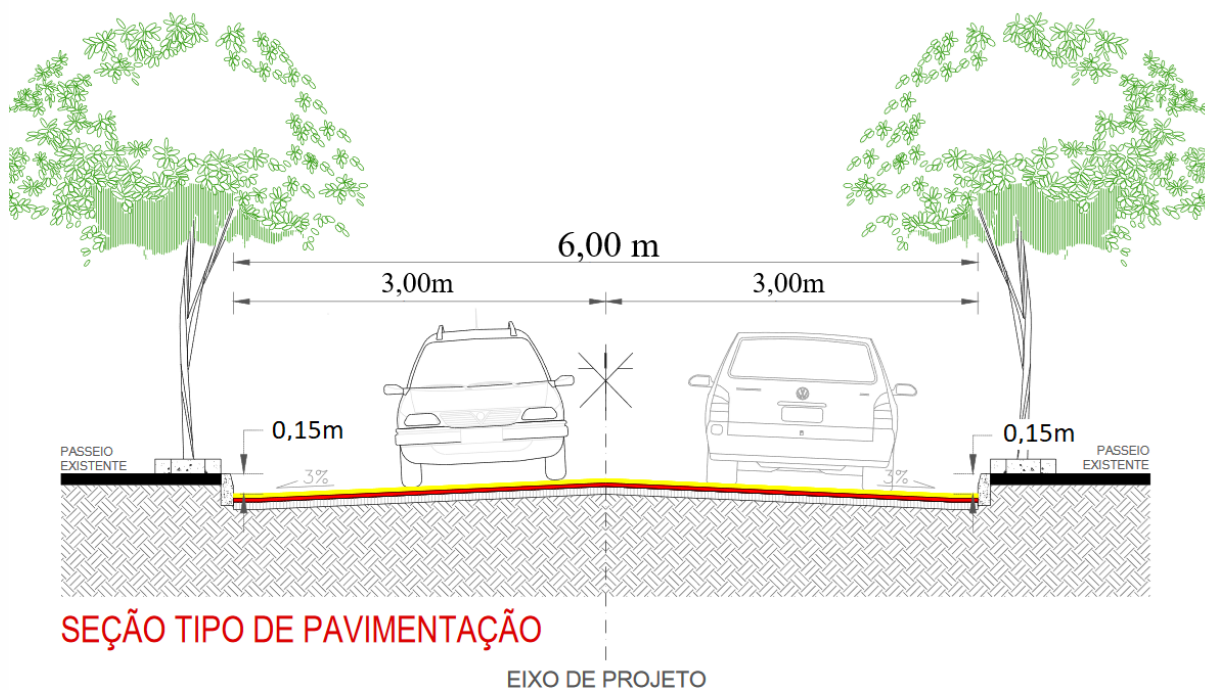 6,00 m
3,00m
3,00m
0,15m
0,15m
PASSEIO
EXISTENTE
PASSEIO
EXISTENTE
3%
3%
SEÇÃO TIPO DE PAVIMENTAÇÃO
EIXO DE PROJETO